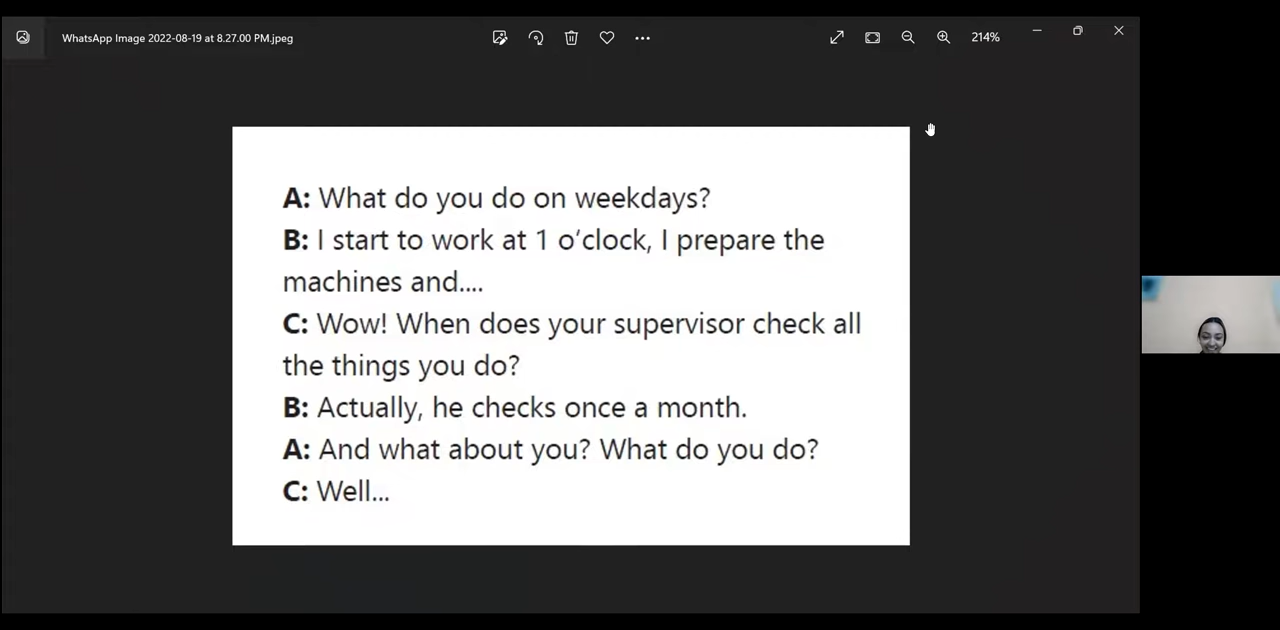 WhatsApp Image 2022-08-19 at 8.27.00 PM.jpeg
214%
A: What do you do on weekdays?
B: I start to work at 1 o'clock, I prepare the
machines and....
C: Wow! When does your supervisor check all
the things you do?
B: Actually, he checks once a month.
A: And what about you? What do you do?
C: Well...